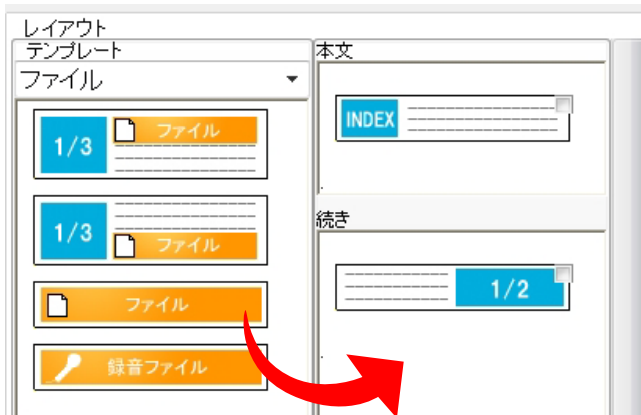 レイアウト
テンプレート
ファイル
1/3
ファイル
1/3
ファイル
ファイル
録音ファイル
本文
INDEX
続き
1/2